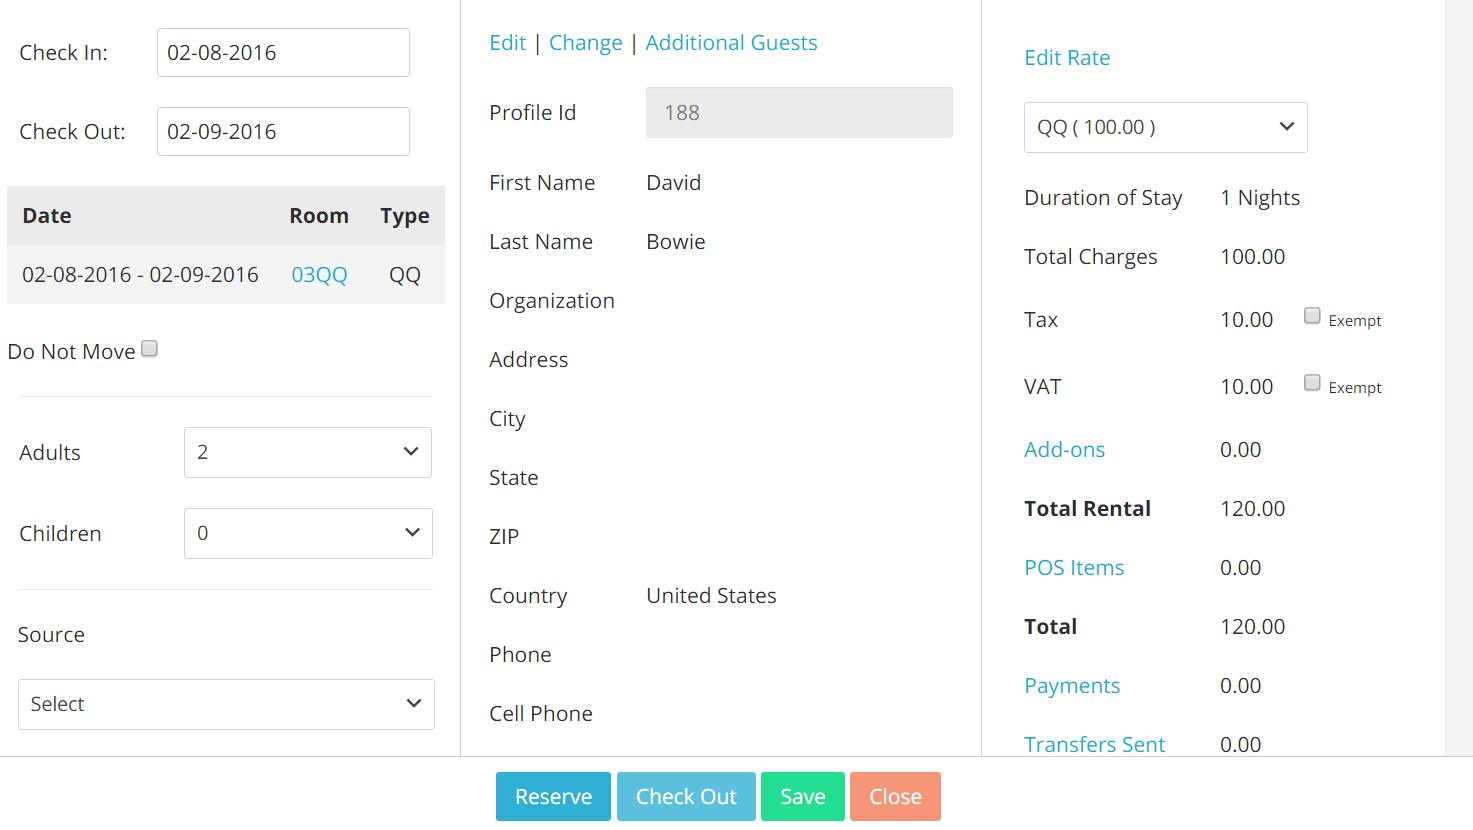 Check In: 02-08-2016
Check Out: 02-09-2016
Date Room Type
02-08-2016 - 02-09-2016 03QQ QQ
Do Not Move
Adults 2
Children 0
Source
Select
Edit | Change | Additional Guests
Profile Id 188
First Name David
Last Name Bowie
Organization
Address
City
State
ZIP
Country United States
Phone
Cell Phone
Edit Rate
QQ ( 100.00 )
Duration of Stay 1 Nights
Total Charges 100.00
Tax 10.00 Exempt
VAT 10.00 Exempt
Add-ons 0.00
Total Rental 120.00
POS Items 0.00
Total 120.00
Payments 0.00
Transfers Sent 0.00
Reserve Check Out Save Close